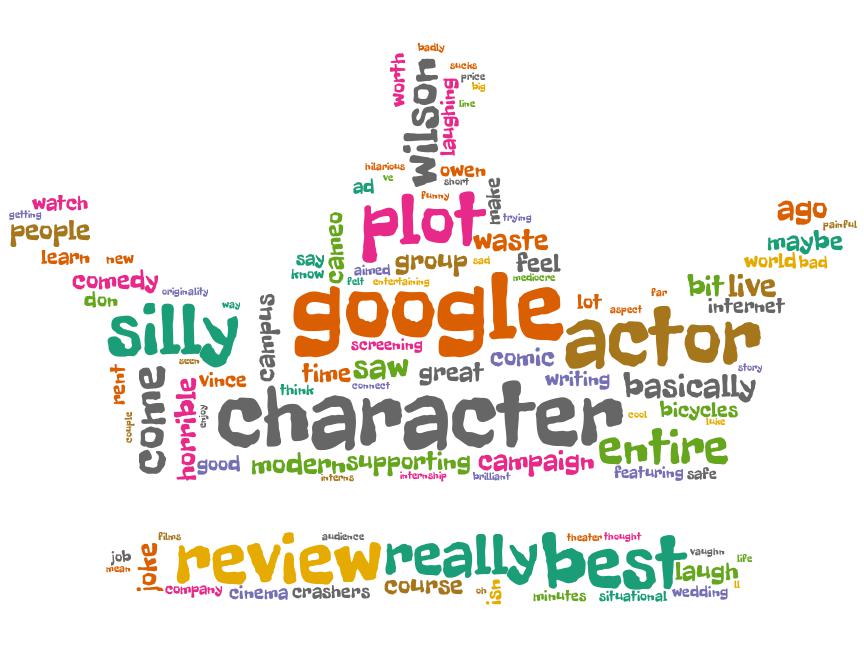 badly
worth
sucks
price
big
wilson
laughing
line
hilarious
owen
ve
short
ad
make
funny
watch
getting
people
plot
trying
ago
painful
cameo
waste
maybe
learn
new
say
group
sad
feel
world
bad
know
aimed
felt
entertaining
mediocre
comedy
originality
don
way
bit
live
internet
silly
campus
google
lot
aspect
far
actor
screening
comic
seen
rent
come
horrible
vince
time
saw
great
writing
basically
story
think
connect
couple
enjoy
character
cool
bicycles
luke
good
modern
supporting
campaign
entire
interns
internship
brilliant
featuring
safe
films
audience
theater
thought
job
mean
joke
review
really
best
vaughn
life
laugh
ll
company
cinema
crashers
course
oh
ish
minutes
situational
wedding